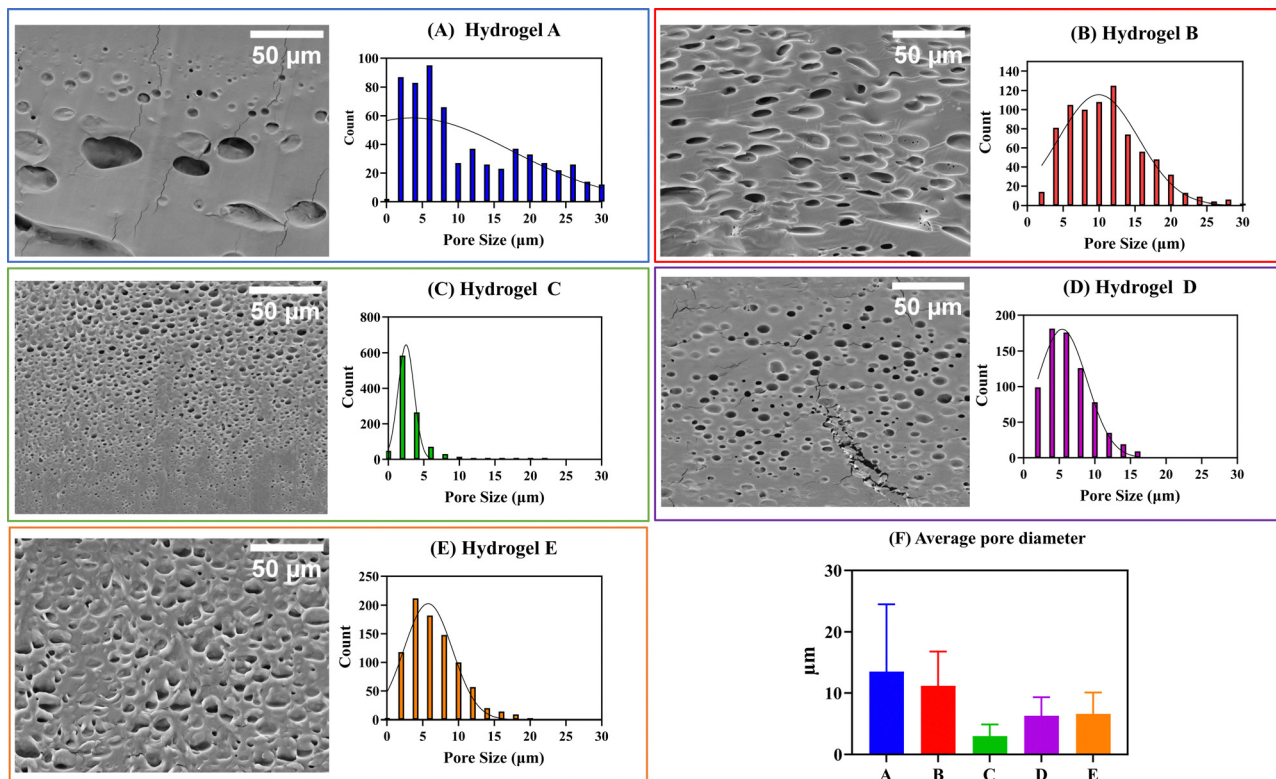 50 µm
(A) Hydrogel A
Count
100
80
60
40
20
0
0 5 10 15 20 25 30
Pore Size (µm)
50 µm
(B) Hydrogel B
Count
140
120
100
80
60
40
20
0
0 5 10 15 20 25 30
Pore Size (µm)
50 µm
(C) Hydrogel C
Count
800
600
400
200
0
0 5 10 15 20 25 30
Pore Size (µm)
50 µm
(D) Hydrogel D
Count
200
150
100
50
0
0 5 10 15 20 25 30
Pore Size (µm)
50 µm
(E) Hydrogel E
Count
250
200
150
100
50
0
0 5 10 15 20 25 30
Pore Size (µm)
(F) Average pore diameter
µm
30
20
10
0
A B C D E